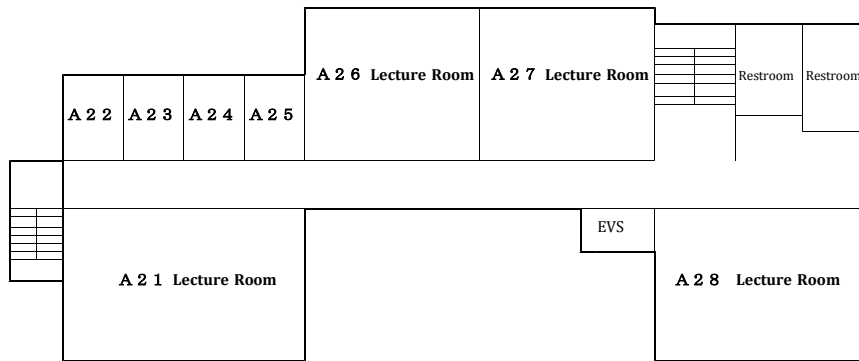 Ａ２６ Lecture Room
Ａ２７ Lecture Room
Restroom
Restroom
Ａ２２
Ａ２３
Ａ２４
Ａ２５
EVS
Ａ２１ Lecture Room
Ａ２８ Lecture Room